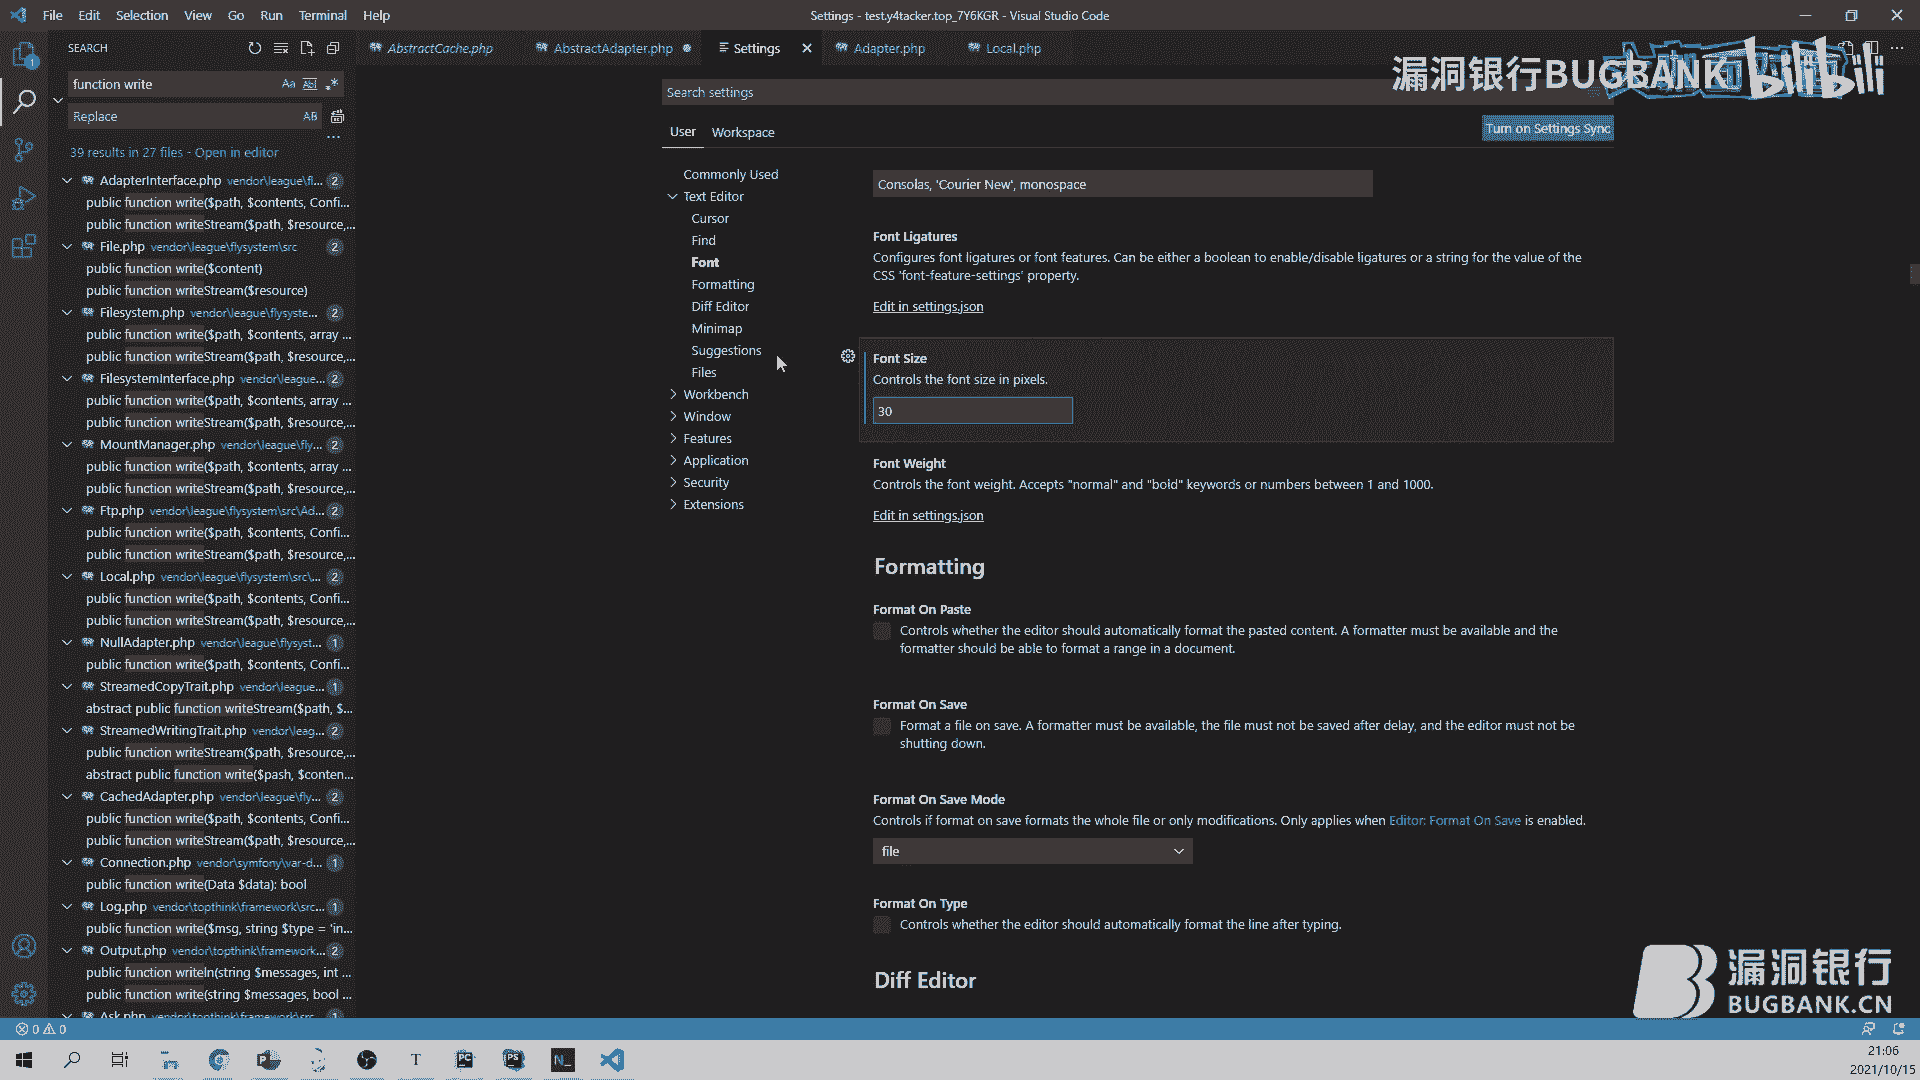 File Edit Selection View Go Run Terminal Help
Settings - test.y4tacker.top_7Y6KGR - Visual Studio Code
SEARCH
AbstractCache.php
AbstractAdapter.php
Settings
Adapter.php
Local.php
漏洞银行BUGBANK
bilibili
function write
Aa
Replace
AB
39 results in 27 files - Open in editor
AdapterInterface.php vendor\league\fl... 2
public function write($path, $contents, Confi...
public function writeStream($path, $resource,...
File.php vendor\league\flysystem\src 2
public function write($content)
public function writeStream($resource)
Filesystem.php vendor\league\flysyste... 2
public function write($path, $contents, array ...
public function writeStream($path, $resource,...
FilesystemInterface.php vendor\league... 2
public function write($path, $contents, array ...
public function writeStream($path, $resource,...
MountManager.php vendor\league\fly... 2
public function write($path, $contents, array ...
public function writeStream($path, $resource,...
Ftp.php vendor\league\flysystem\src\Ad... 2
public function write($path, $contents, Confi...
public function writeStream($path, $resource,...
Local.php vendor\league\flysystem\src\... 2
public function write($path, $contents, Confi...
public function writeStream($path, $resource,...
NullAdapter.php vendor\league\flysyst... 1
public function write($path, $contents, Confi...
StreamedCopyTrait.php vendor\league... 1
abstract public function writeStream($path, $...
StreamedWritingTrait.php vendor\leag... 2
public function writeStream($path, $resource,...
abstract public function write($pash, $conten...
CachedAdapter.php vendor\league\fly... 2
public function write($path, $contents, Confi...
public function writeStream($path, $resource,...
Connection.php vendor\symfony\var-d... 1
public function write(Data $data): bool
Log.php vendor\topthink\framework\src... 1
public function write($msg, string $type = 'in...
Output.php vendor\topthink\framework... 2
public function writeln(string $messages, int ...
public function write(string $messages, bool ...
Ask.php vendor\topthink\framework\src... 1
Search settings
User
Workspace
Turn on Settings Sync
Commonly Used
Text Editor
Cursor
Find
Font
Formatting
Diff Editor
Minimap
Suggestions
Files
Workbench
Window
Features
Application
Security
Extensions
Consolas, 'Courier New', monospace
Font Ligatures
Configures font ligatures or font features. Can be either a boolean to enable/disable ligatures or a string for the value of the
CSS 'font-feature-settings' property.
Edit in settings.json
Font Size
Controls the font size in pixels.
30
Font Weight
Controls the font weight. Accepts "normal" and "bold" keywords or numbers between 1 and 1000.
Edit in settings.json
Formatting
Format On Paste
Controls whether the editor should automatically format the pasted content. A formatter must be available and the
formatter should be able to format a range in a document.
Format On Save
Format a file on save. A formatter must be available, the file must not be saved after delay, and the editor must not be
shutting down.
Format On Save Mode
Controls if format on save formats the whole file or only modifications. Only applies when Editor: Format On Save is enabled.
file
Format On Type
Controls whether the editor should automatically format the line after typing.
Diff Editor
漏洞银行
BUGBANK.CN
0 0
21:06
2021/10/15